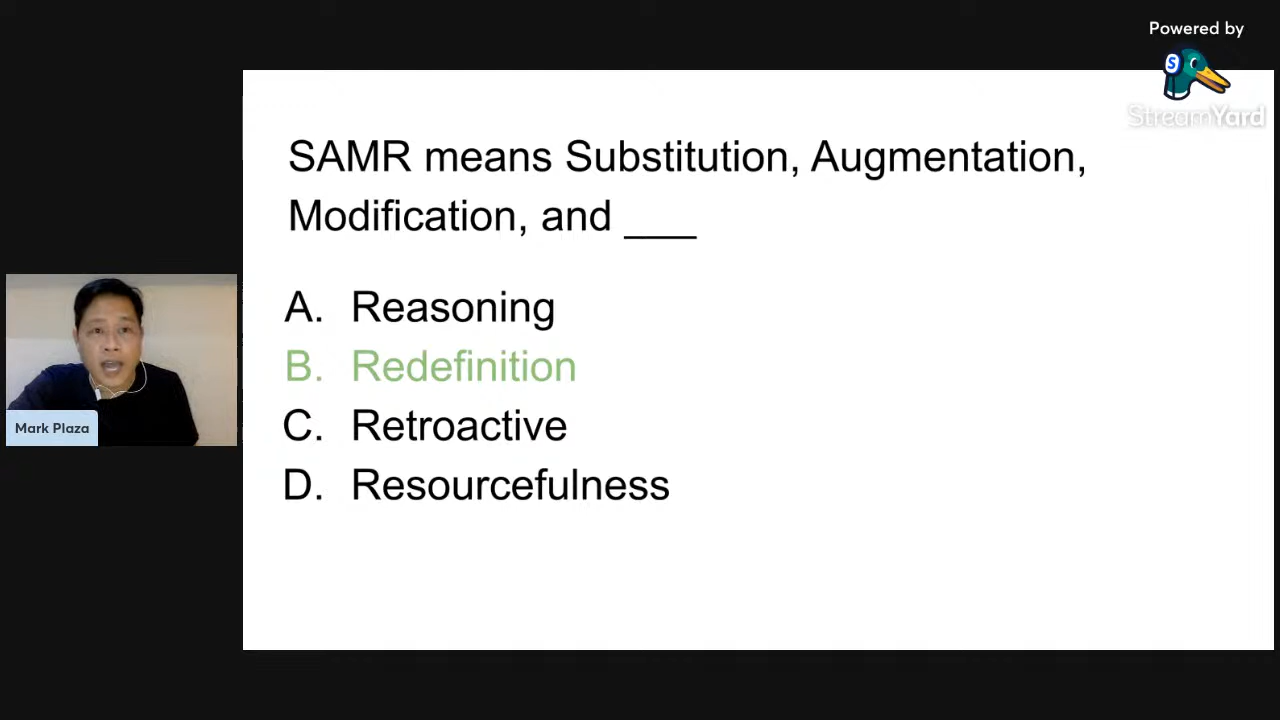 Powered by
StreamYard
SAMR means Substitution, Augmentation,
Modification, and ___
A. Reasoning
B. Redefinition
C. Retroactive
D. Resourcefulness
Mark Plaza